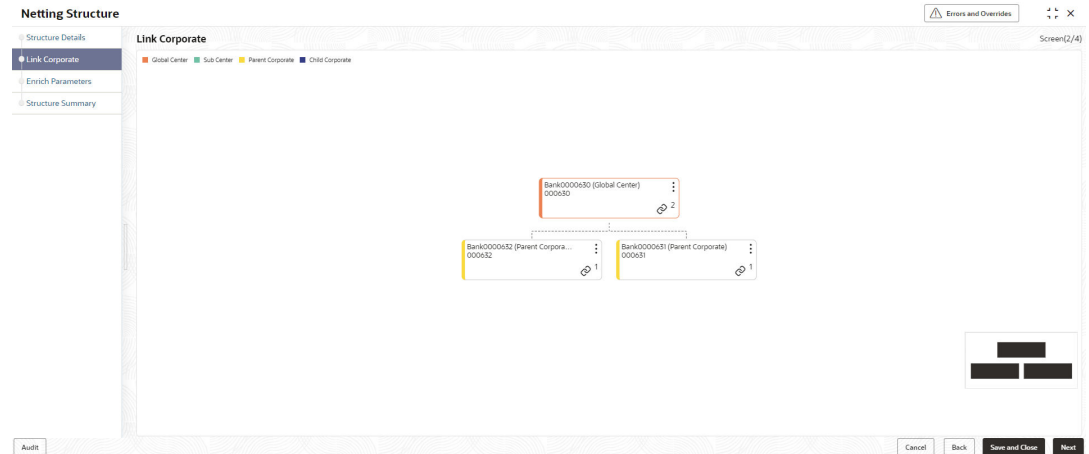 Netting Structure
Errors and Overrides
Structure Details
Link Corporate
Enrich Parameters
Structure Summary
Link Corporate
Screen(2/4)
Global Center Sub Center Parent Corporate Child Corporate
Bank0000630 (Global Center)
000630
2
Bank0000632 (Parent Corpora...
000632
1
Bank0000631 (Parent Corporate)
000631
1
Audit
Cancel Back Save and Close Next